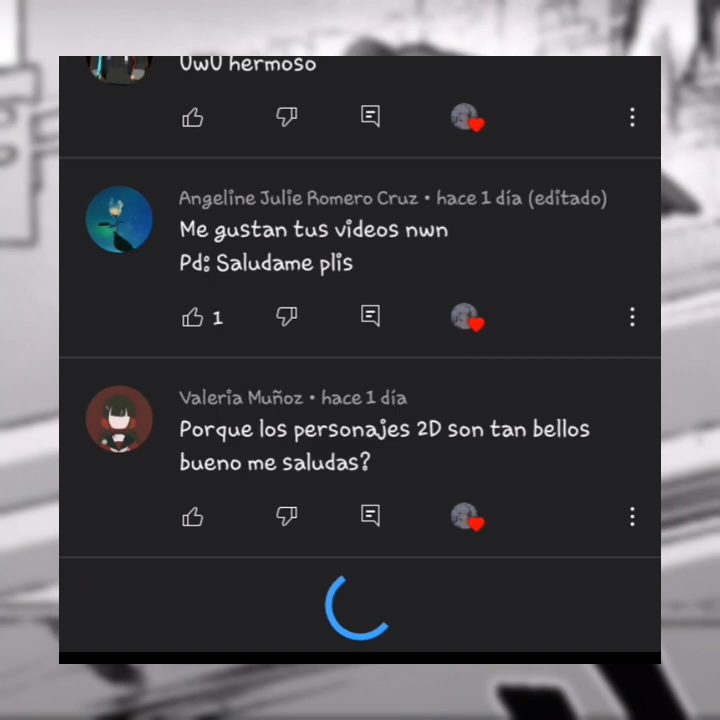 UwU hermoso
Angeline Julie Romero Cruz • hace 1 día (editado)
Me gustan tus videos nwn
Pd: Saludame plis
1
Valeria Muñoz • hace 1 día
Porque los personajes 2D son tan bellos
bueno me saludas?